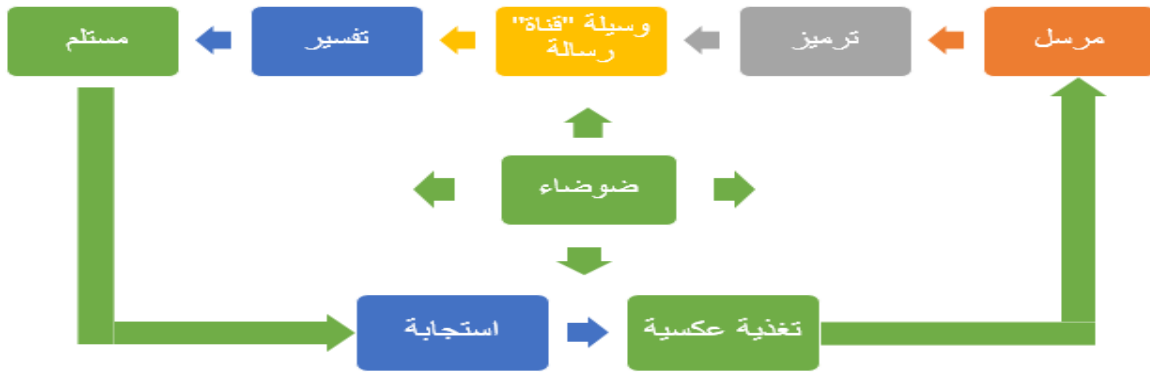 مرسل
ترميز
وسيلة "قناة"
رسالة
تفسير
مستلم
ضوضاء
استجابة
تغذية عكسية